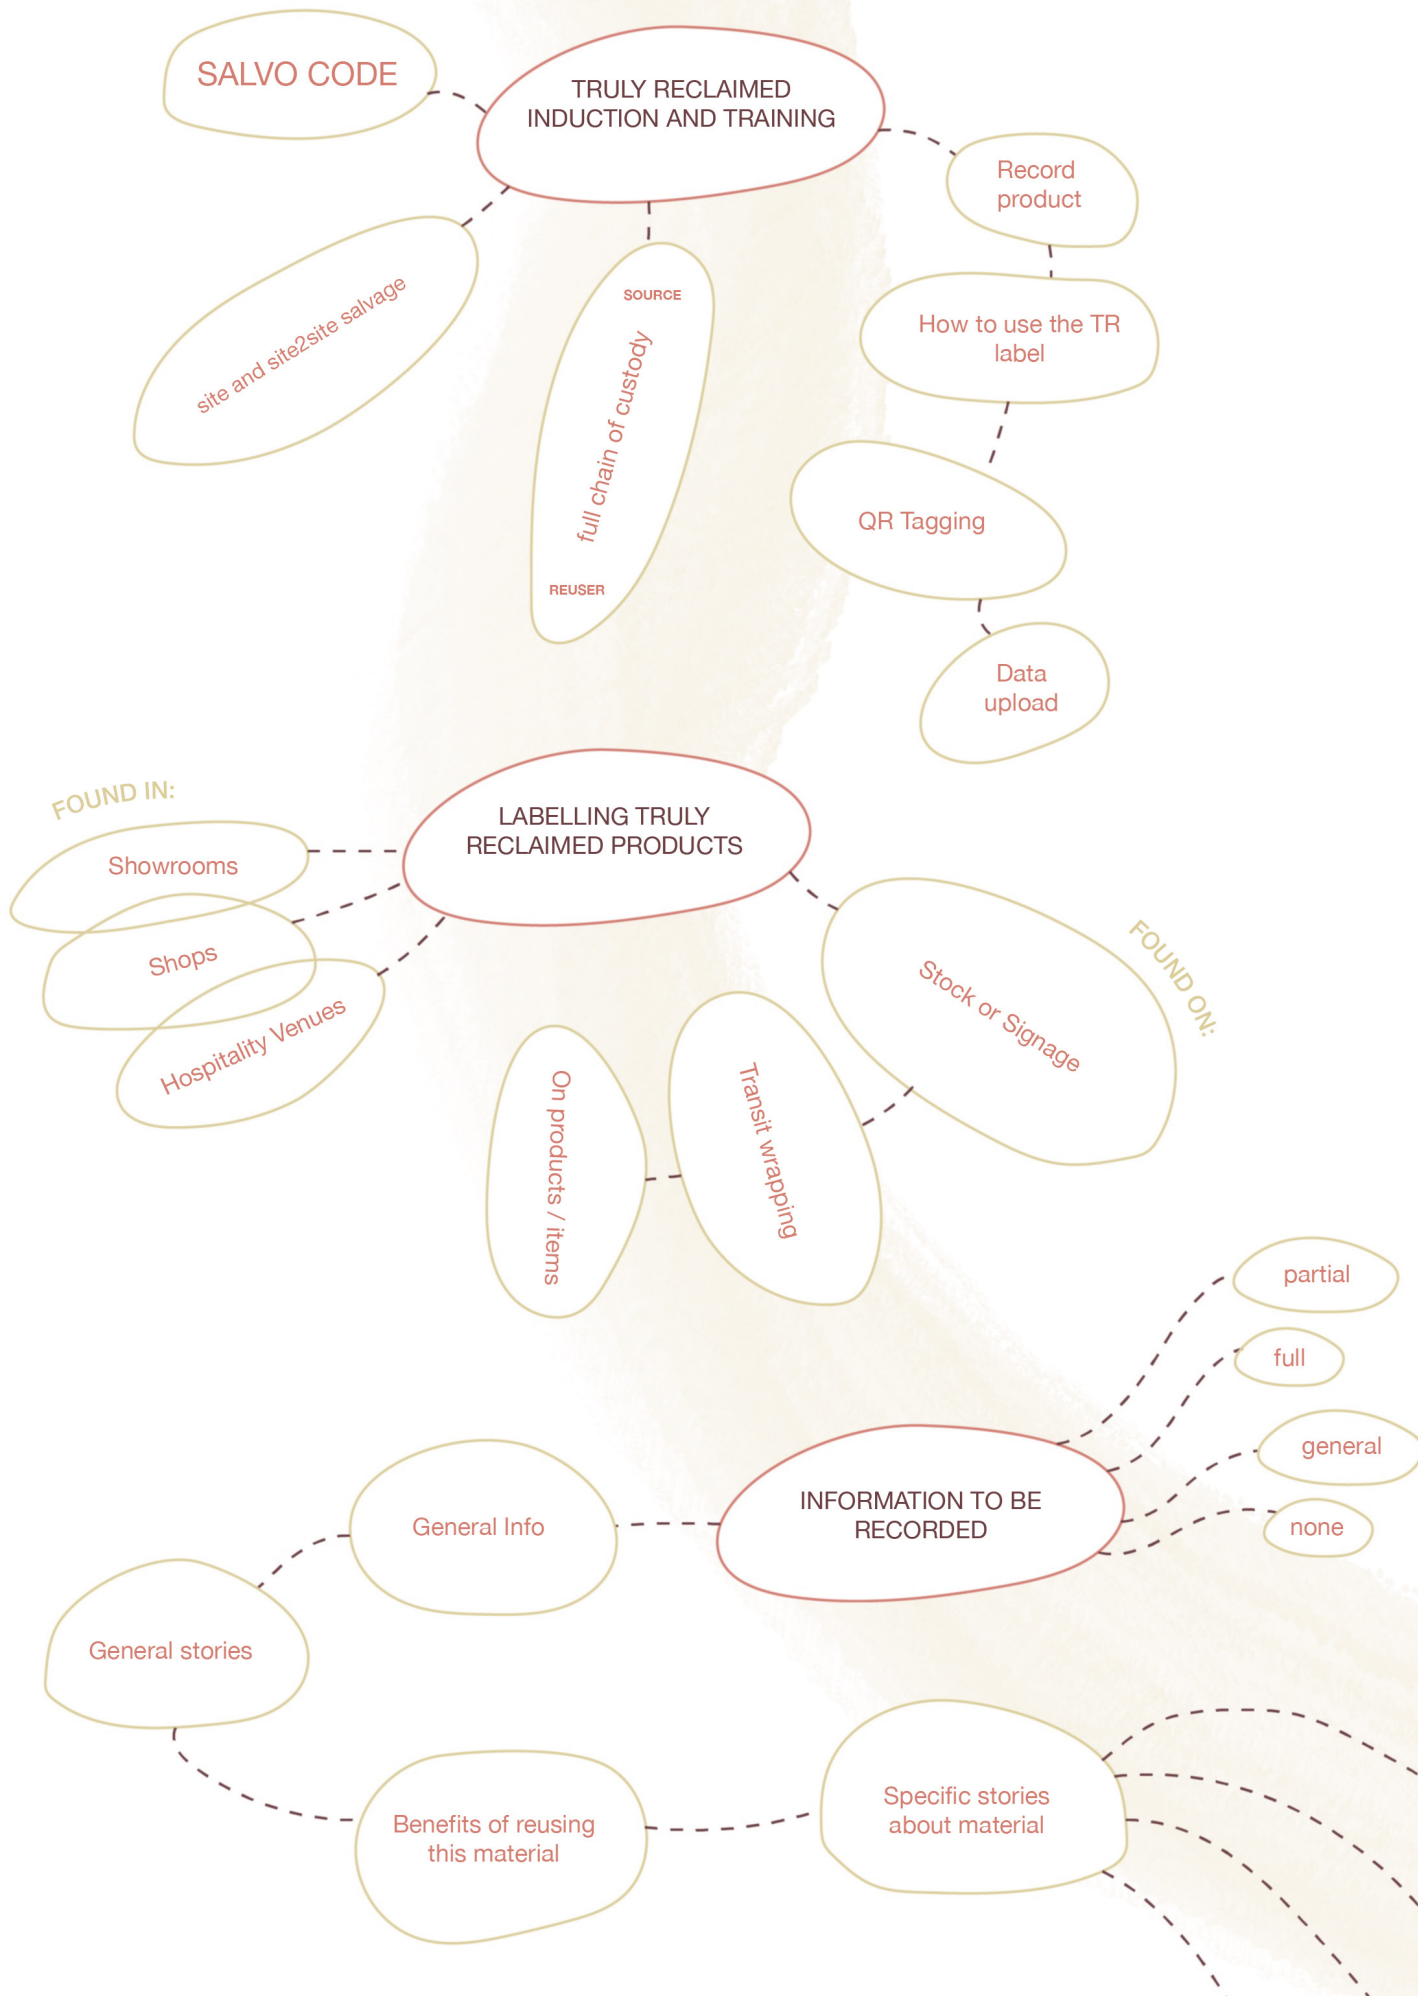 SALVO CODE
TRULY RECLAIMED
INDUCTION AND TRAINING
Record
product
site and site2site salvage
SOURCE
full chain of custody
REUSER
How to use the TR
label
QR Tagging
Data
upload
FOUND IN:
Showrooms
Shops
Hospitality Venues
LABELLING TRULY
RECLAIMED PRODUCTS
FOUND ON:
Stock or Signage
Transit wrapping
On products / items
partial
full
general
none
INFORMATION TO BE
RECORDED
General Info
General stories
Benefits of reusing
this material
Specific stories
about material